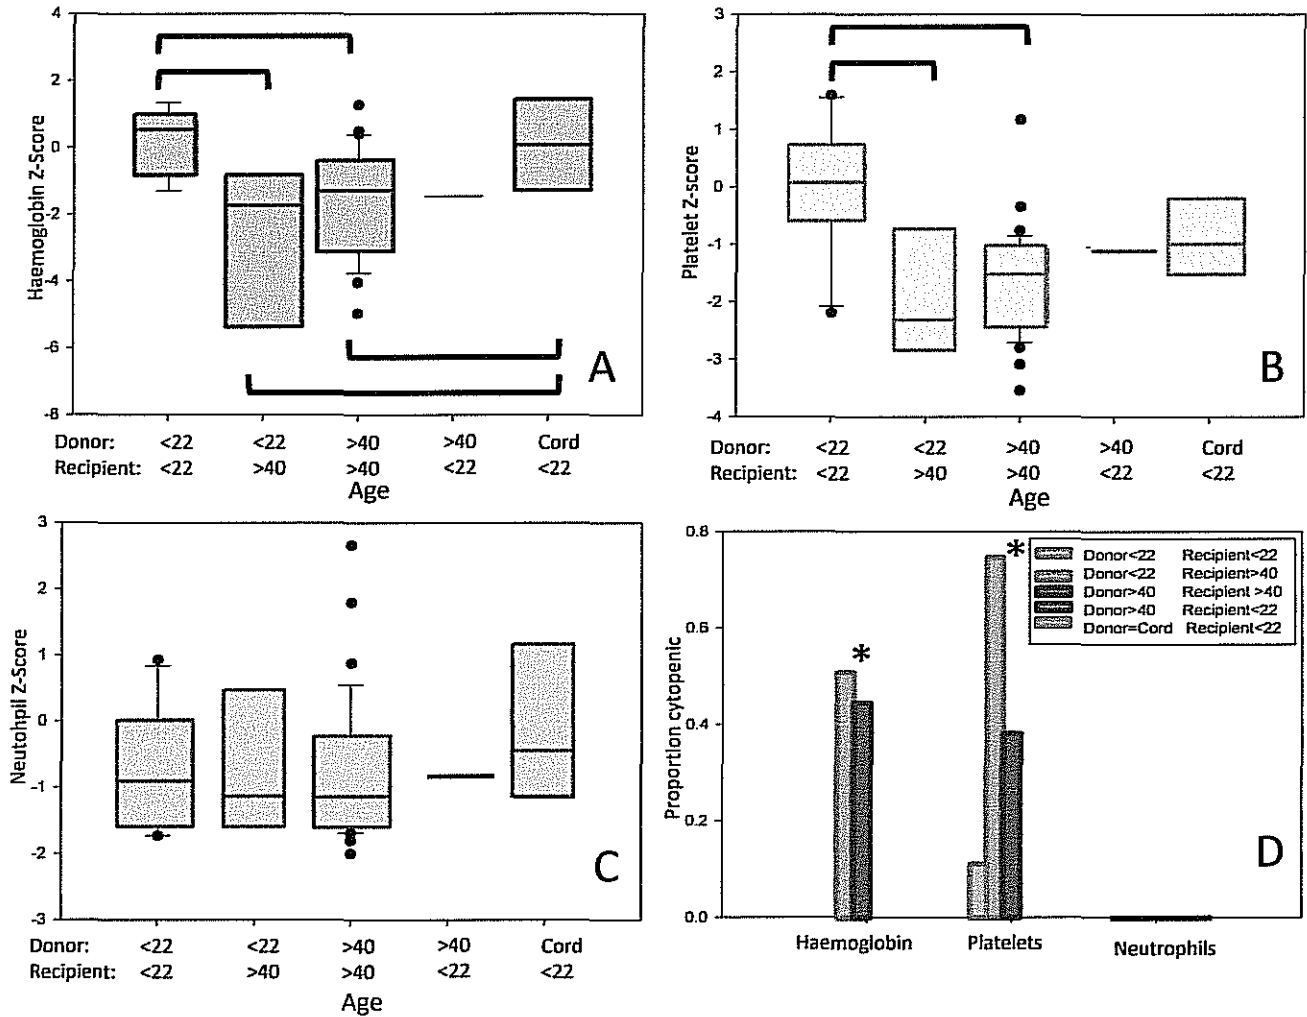 4
2
0
-2
-4
-6
-8
Haemoglobin Z-Score
A
Donor: <22 <22 >40 >40 Cord
Recipient: <22 >40 >40 <22 <22
Age
3
2
1
0
-1
-2
-3
-4
Platelet Z-score
B
Donor: <22 <22 >40 >40 Cord
Recipient: <22 >40 >40 <22 <22
Age
3
2
1
0
-1
-2
-3
Neutohpil Z-Score
C
Donor: <22 <22 >40 >40 Cord
Recipient: <22 >40 >40 <22 <22
Age
0.8
0.6
0.4
0.2
0.0
Proportion cytopenic
* *
Donor<22 Recipient<22
Donor<22 Recipient>40
Donor>40 Recipient >40
Donor>40 Recipient<22
Donor=Cord Recipient<22
D
Haemoglobin Platelets Neutrophils